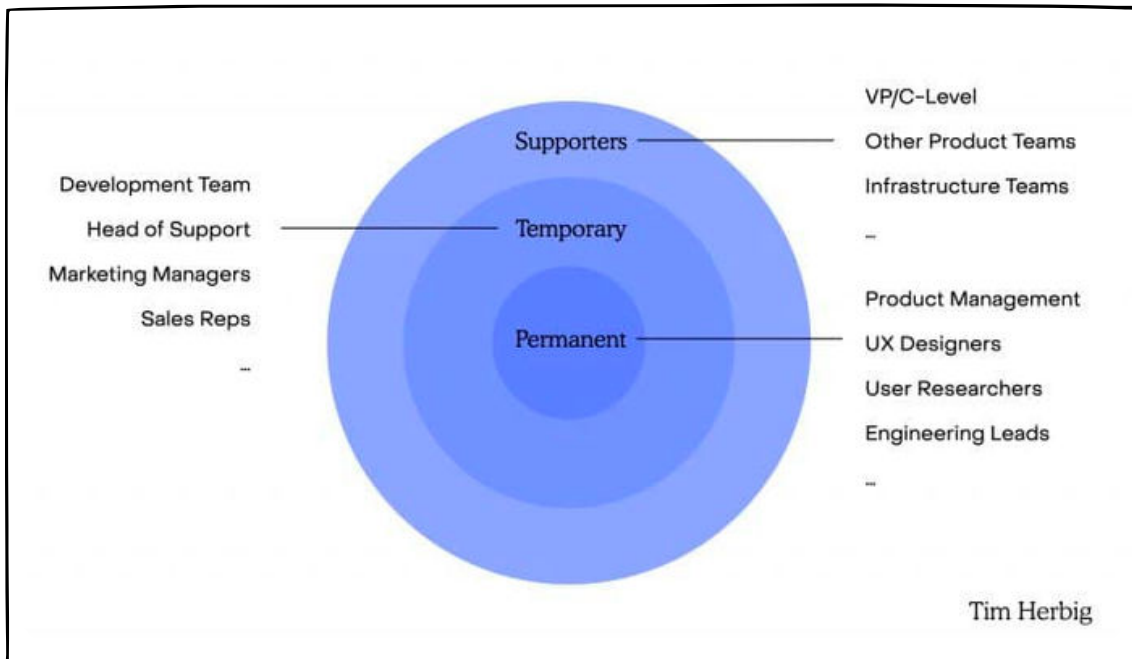 Supporters
VP/C-Level
Other Product Teams
Infrastructure Teams
...
Temporary
Development Team
Head of Support
Marketing Managers
Sales Reps
...
Permanent
Product Management
UX Designers
User Researchers
Engineering Leads
...
Tim Herbig